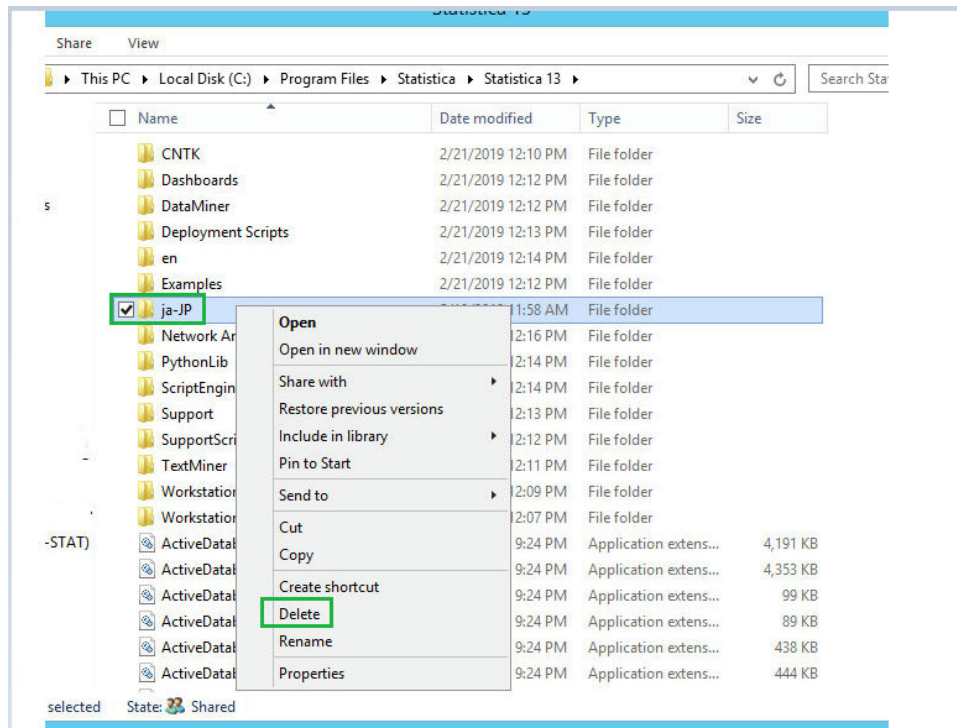 Statistica 13
Share View
This PC Local Disk (C:) Program Files Statistica Statistica 13 Search Sta
Name Date modified Type Size
CNTK 2/21/2019 12:10 PM File folder
Dashboards 2/21/2019 12:12 PM File folder
s DataMiner 2/21/2019 12:12 PM File folder
Deployment Scripts 2/21/2019 12:13 PM File folder
en 2/21/2019 12:14 PM File folder
Examples 2/21/2019 12:12 PM File folder
ja-JP 11:58 AM File folder
Open
Network Ar 12:16 PM File folder
Open in new window
PythonLib 12:14 PM File folder
Share with
ScriptEngin 12:14 PM File folder
Restore previous versions
Support 12:13 PM File folder
Include in library
SupportScri 12:12 PM File folder
Pin to Start
TextMiner 12:11 PM File folder
Send to
Workstation 12:09 PM File folder
Workstation 12:07 PM File folder
Cut
-STAT) ActiveDatab 9:24 PM Application extens... 4,191 KB
Copy
ActiveDatab 9:24 PM Application extens... 4,353 KB
Create shortcut
ActiveDatab 9:24 PM Application extens... 99 KB
Delete
ActiveDatab 9:24 PM Application extens... 89 KB
Rename
ActiveDatab 9:24 PM Application extens... 438 KB
Properties
ActiveDatab 9:24 PM Application extens... 444 KB
selected State: Shared